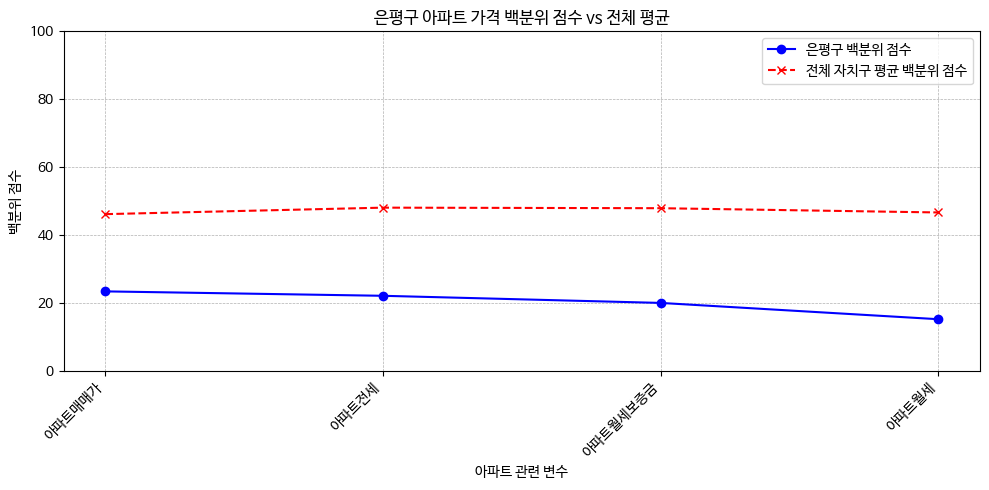 은평구 아파트 가격 백분위 점수 vs 전체 평균
은평구 백분위 점수
전체 자치구 평균 백분위 점수
백분위 점수
100
80
60
40
20
0
아파트매매가
아파트전세
아파트월세보증금
아파트월세
아파트 관련 변수